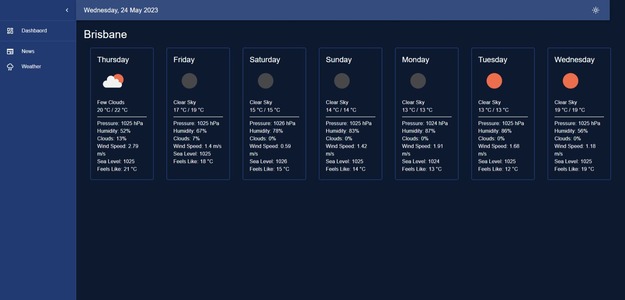 Wednesday, 24 May 2023
Dashbaord
News
Weather
Brisbane
Thursday
Few Clouds
20 °C / 22 °C
Pressure: 1025 hPa
Humidity: 52%
Clouds: 13%
Wind Speed: 2.79
m/s
Sea Level: 1025
Feels Like: 21 °C
Friday
Clear Sky
17 °C / 19 °C
Pressure: 1025 hPa
Humidity: 67%
Clouds: 7%
Wind Speed: 1.4 m/s
Sea Level: 1025
Feels Like: 18 °C
Saturday
Clear Sky
15 °C / 15 °C
Pressure: 1026 hPa
Humidity: 78%
Clouds: 0%
Wind Speed: 0.59
m/s
Sea Level: 1026
Feels Like: 15 °C
Sunday
Clear Sky
14 °C / 14 °C
Pressure: 1025 hPa
Humidity: 83%
Clouds: 0%
Wind Speed: 1.42
m/s
Sea Level: 1025
Feels Like: 14 °C
Monday
Clear Sky
13 °C / 13 °C
Pressure: 1024 hPa
Humidity: 87%
Clouds: 0%
Wind Speed: 1.91
m/s
Sea Level: 1024
Feels Like: 13 °C
Tuesday
Clear Sky
13 °C / 13 °C
Pressure: 1025 hPa
Humidity: 86%
Clouds: 0%
Wind Speed: 1.68
m/s
Sea Level: 1025
Feels Like: 12 °C
Wednesday
Clear Sky
19 °C / 19 °C
Pressure: 1025 hPa
Humidity: 56%
Clouds: 0%
Wind Speed: 1.18
m/s
Sea Level: 1025
Feels Like: 19 °C